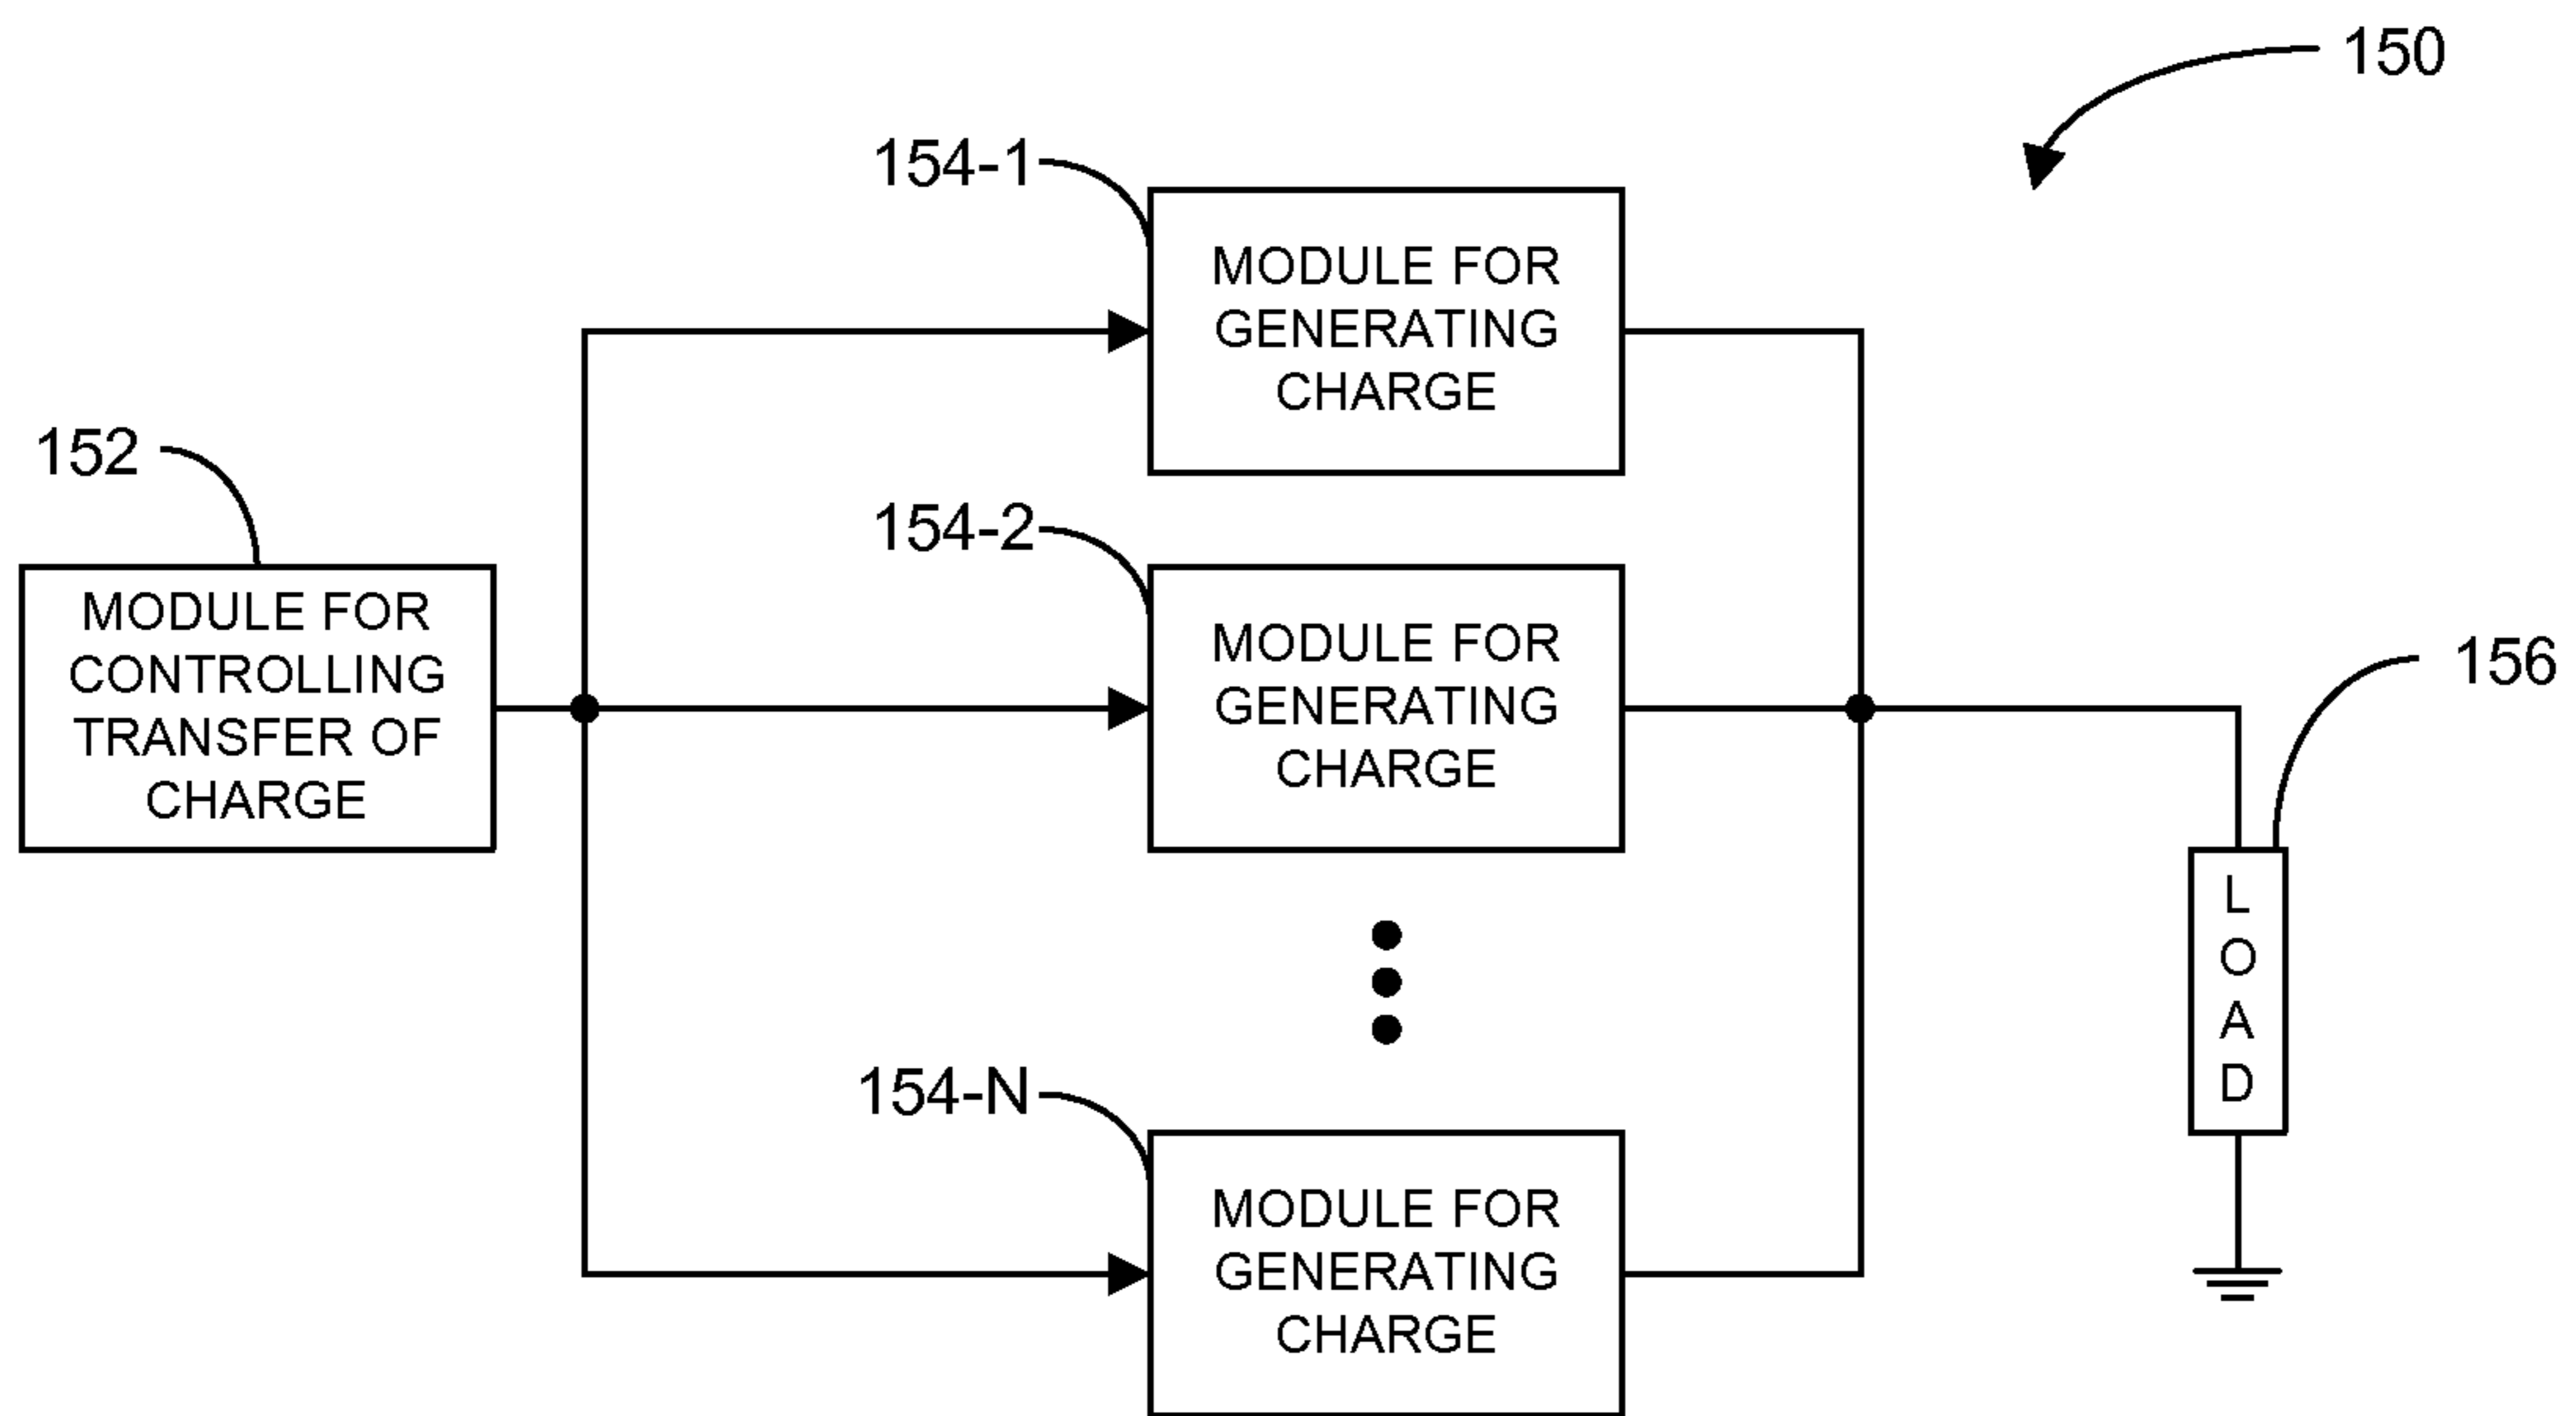 150
154-1
MODULE FOR
GENERATING
CHARGE
152
MODULE FOR
CONTROLLING
TRANSFER OF
CHARGE
154-2
MODULE FOR
GENERATING
CHARGE
156
L
O
A
D
154-N
MODULE FOR
GENERATING
CHARGE